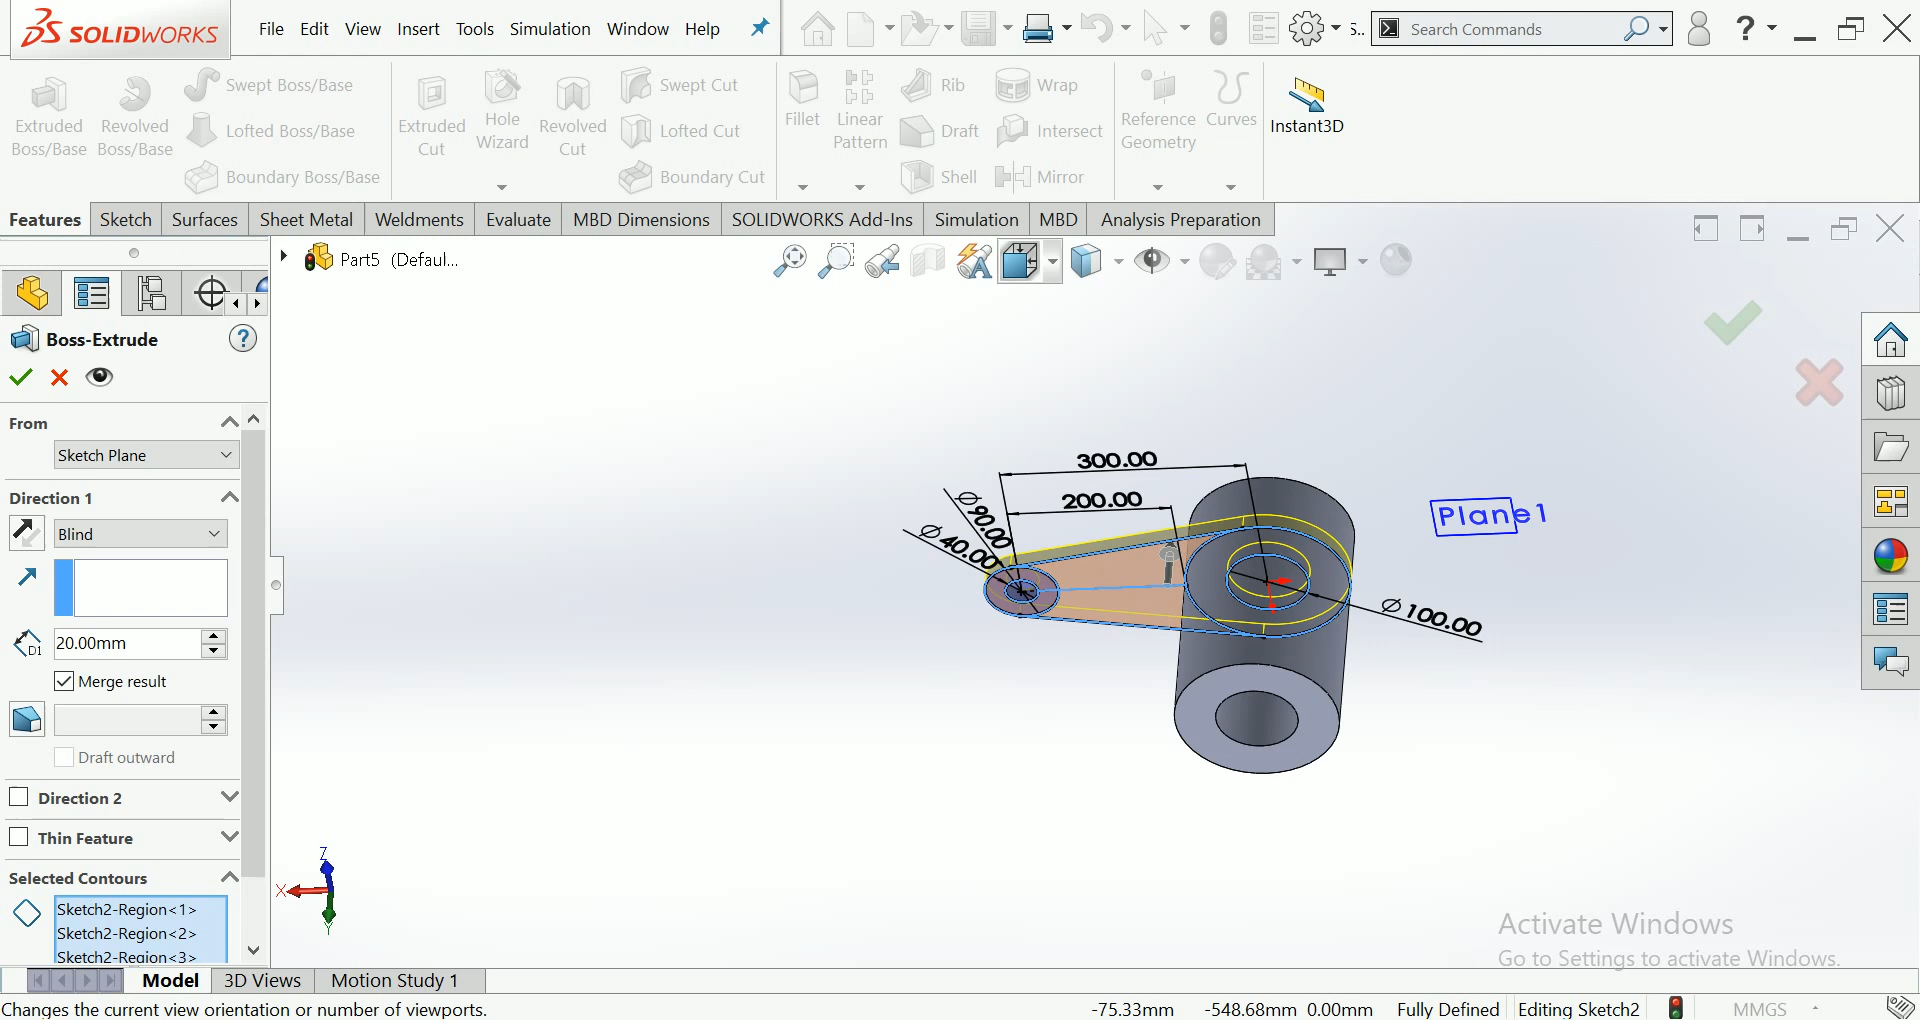 SOLIDWORKS File Edit View Insert Tools Simulation Window Help S.. Search Commands ?
Extruded Boss/Base
Revolved Boss/Base
Swept Boss/Base
Lofted Boss/Base
Boundary Boss/Base
Extruded Cut
Hole Wizard
Revolved Cut
Swept Cut
Lofted Cut
Boundary Cut
Fillet
Linear Pattern
Rib
Draft
Shell
Wrap
Intersect
Mirror
Reference Geometry
Curves
Instant3D
Features Sketch Surfaces Sheet Metal Weldments Evaluate MBD Dimensions SOLIDWORKS Add-Ins Simulation MBD Analysis Preparation
Part5 (Defaul...
Boss-Extrude ?
From
Sketch Plane
Direction 1
Blind
D1 20.00mm
Merge result
Draft outward
Direction 2
Thin Feature
Selected Contours
Sketch2-Region<1>
Sketch2-Region<2>
Sketch2-Region<3>
300.00
200.00
∅90.00
∅40.00
∅100.00
Plane1
Z
X
Y
Activate Windows
Go to Settings to activate Windows.
Model 3D Views Motion Study 1
Changes the current view orientation or number of viewports. -75.33mm -548.68mm 0.00mm Fully Defined Editing Sketch2 MMGS